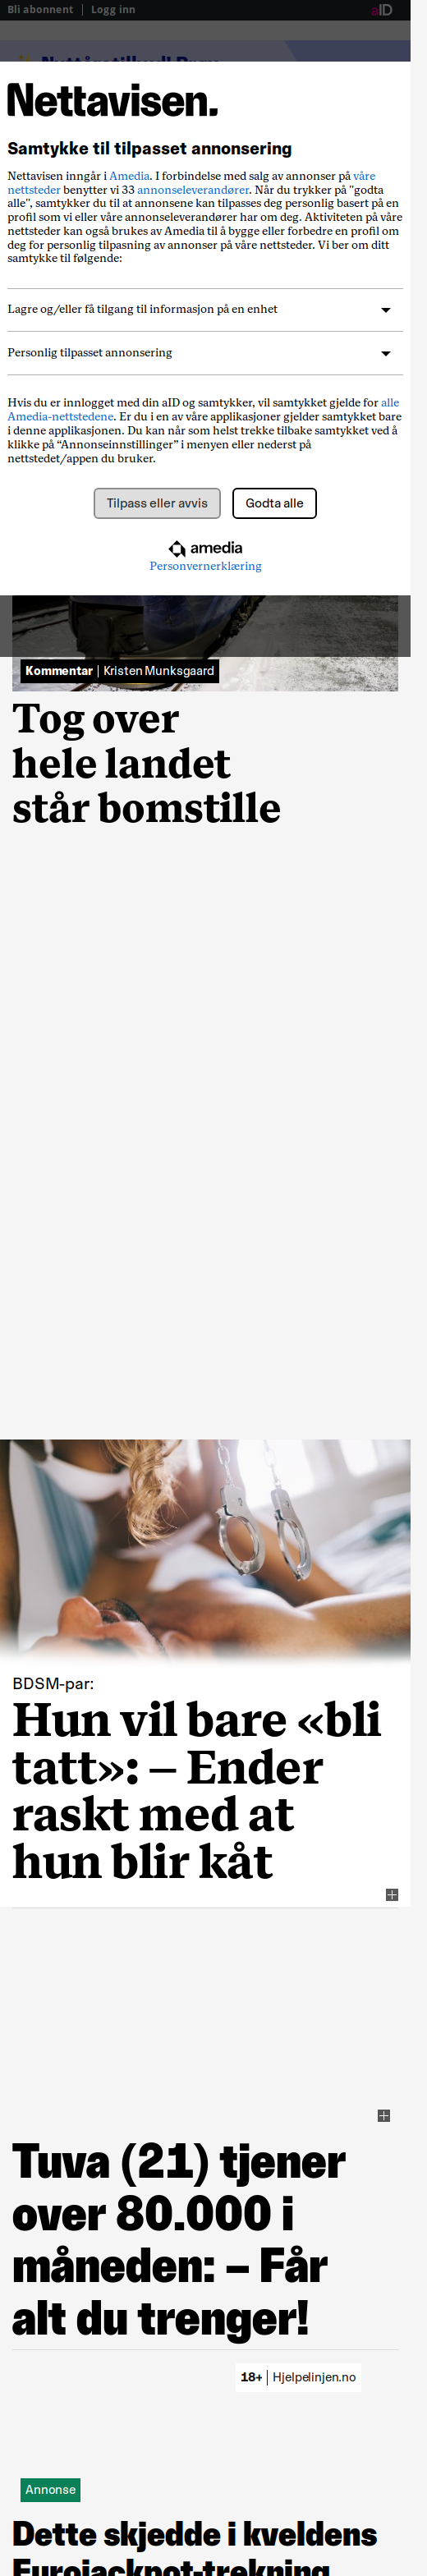 Bli abonnent | Logg inn
aID
Nettavisen.
Samtykke til tilpasset annonsering
Nettavisen inngår i Amedia. I forbindelse med salg av annonser på våre
nettsteder benytter vi 33 annonseleverandører. Når du trykker på "godta
alle", samtykker du til at annonsene kan tilpasses deg personlig basert på en
profil som vi eller våre annonseleverandører har om deg. Aktiviteten på våre
nettsteder kan også brukes av Amedia til å bygge eller forbedre en profil om
deg for personlig tilpasning av annonser på våre nettsteder. Vi ber om ditt
samtykke til følgende:
Lagre og/eller få tilgang til informasjon på en enhet
Personlig tilpasset annonsering
Hvis du er innlogget med din aID og samtykker, vil samtykket gjelde for alle
Amedia-nettstedene. Er du i en av våre applikasjoner gjelder samtykket bare
i denne applikasjonen. Du kan når som helst trekke tilbake samtykket ved å
klikke på “Annonseinnstillinger” i menyen eller nederst på
nettstedet/appen du bruker.
Tilpass eller avvis Godta alle
amedia
Personvernerklæring
Kommentar | Kristen Munksgaard
Tog over
hele landet
står bomstille
BDSM-par:
Hun vil bare «bli
tatt»: – Ender
raskt med at
hun blir kåt
Tuva (21) tjener
over 80.000 i
måneden: – Får
alt du trenger!
18+ | Hjelpelinjen.no
Annonse
Dette skjedde i kveldens
Eurojackpot-trekning